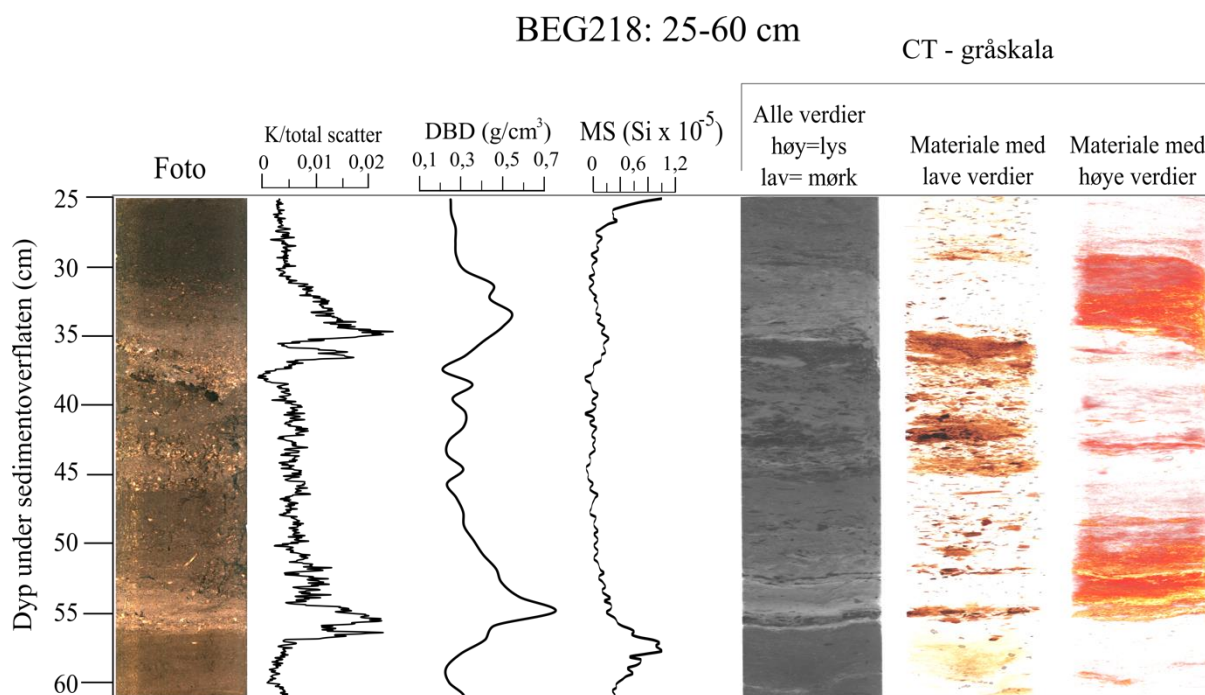 BEG218: 25-60 cm
CT - gråskala
Foto
K/total scatter
0 0,01 0,02
DBD (g/cm³)
0,1 0,3 0,5 0,7
MS (Si x 10⁻⁵)
0 0,6 1,2
Alle verdier
høy=lys
lav= mørk
Materiale med
lave verdier
Materiale med
høye verdier
Dyp under sedimentoverflaten (cm)
25
30
35
40
45
50
55
60